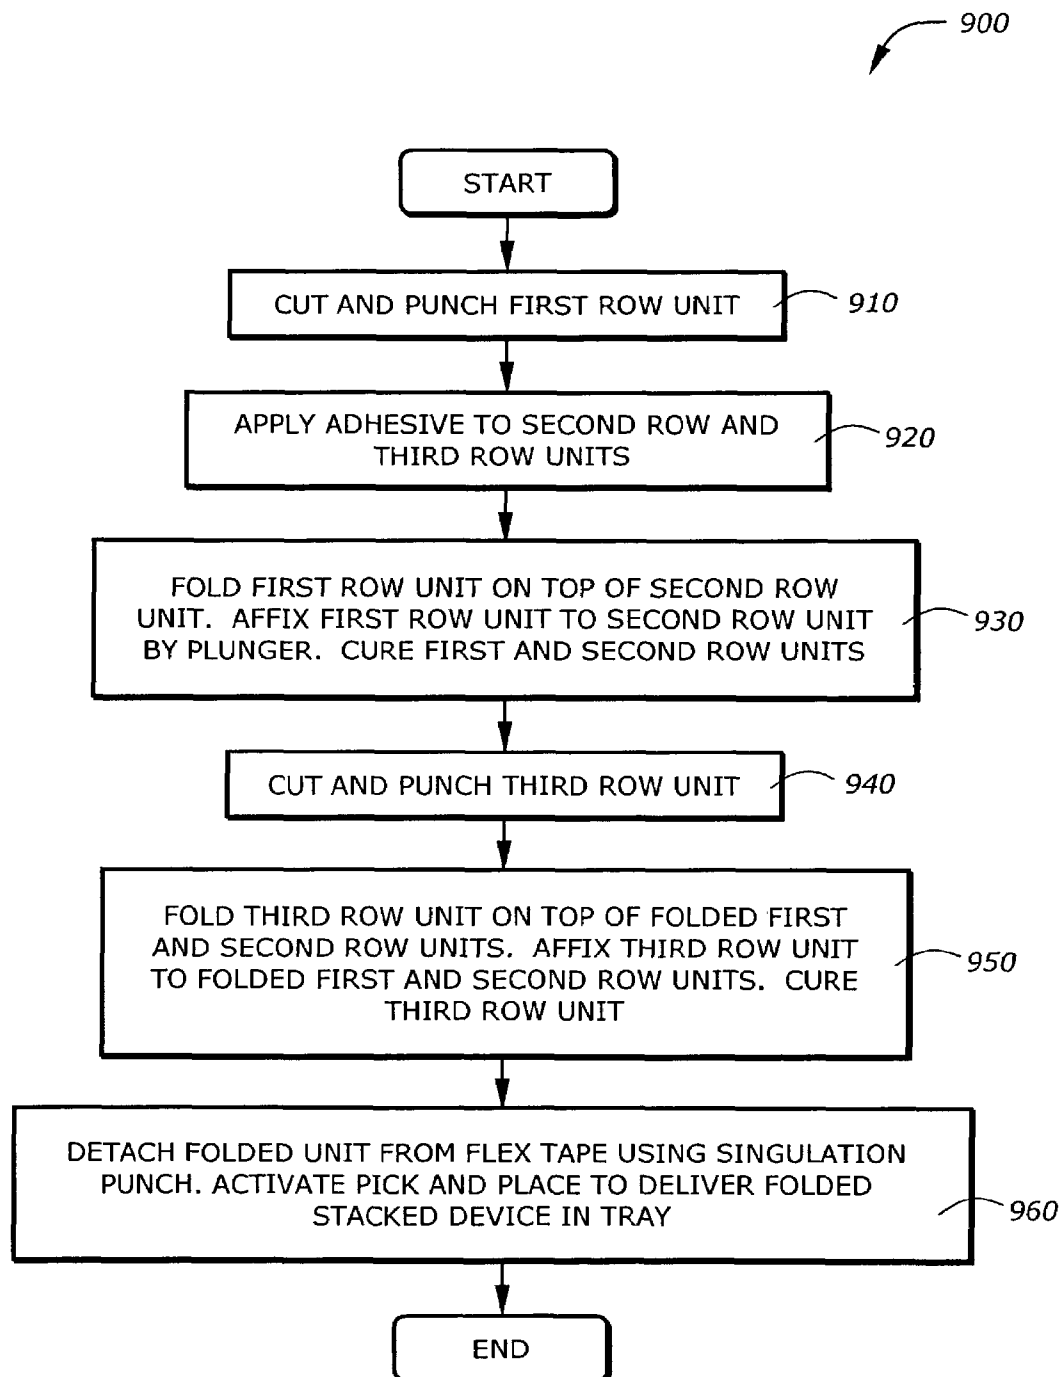 900
START
CUT AND PUNCH FIRST ROW UNIT
910
APPLY ADHESIVE TO SECOND ROW AND
THIRD ROW UNITS
920
FOLD FIRST ROW UNIT ON TOP OF SECOND ROW
UNIT. AFFIX FIRST ROW UNIT TO SECOND ROW UNIT
BY PLUNGER. CURE FIRST AND SECOND ROW UNITS
930
CUT AND PUNCH THIRD ROW UNIT
940
FOLD THIRD ROW UNIT ON TOP OF FOLDED FIRST
AND SECOND ROW UNITS. AFFIX THIRD ROW UNIT
TO FOLDED FIRST AND SECOND ROW UNITS. CURE
THIRD ROW UNIT
950
DETACH FOLDED UNIT FROM FLEX TAPE USING SINGULATION
PUNCH. ACTIVATE PICK AND PLACE TO DELIVER FOLDED
STACKED DEVICE IN TRAY
960
END